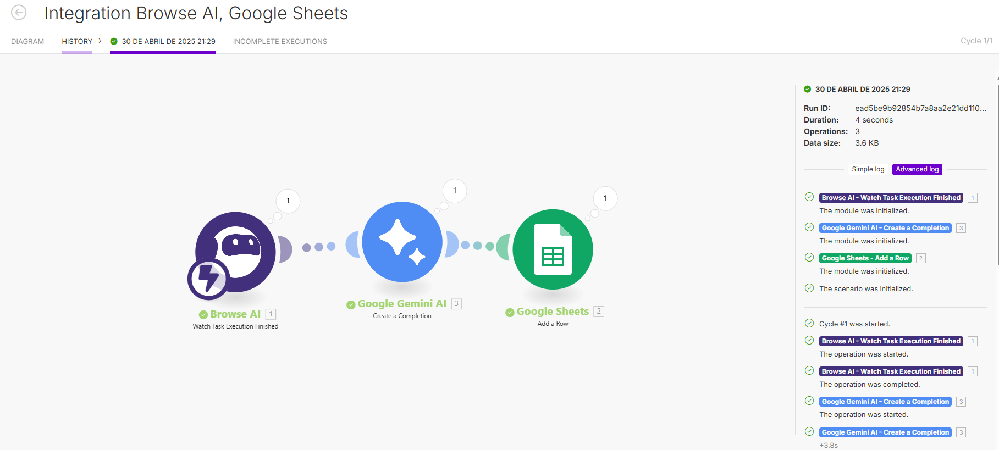 Integration Browse AI, Google Sheets
DIAGRAM
HISTORY
30 DE ABRIL DE 2025 21:29
INCOMPLETE EXECUTIONS
Cycle 1/1
1
Browse AI 1
Watch Task Execution Finished
1
Google Gemini AI 3
Create a Completion
1
Google Sheets 2
Add a Row
30 DE ABRIL DE 2025 21:29
Run ID: ead5be9b92854b7a8aa2e21dd110...
Duration: 4 seconds
Operations: 3
Data size: 3.6 KB
Simple log Advanced log
Browse AI - Watch Task Execution Finished 1
The module was initialized.
Google Gemini AI - Create a Completion 3
The module was initialized.
Google Sheets - Add a Row 2
The module was initialized.
The scenario was initialized.
Cycle #1 was started.
Browse AI - Watch Task Execution Finished 1
The operation was started.
Browse AI - Watch Task Execution Finished 1
The operation was completed.
Google Gemini AI - Create a Completion 3
The operation was started.
Google Gemini AI - Create a Completion 3
+3.8s